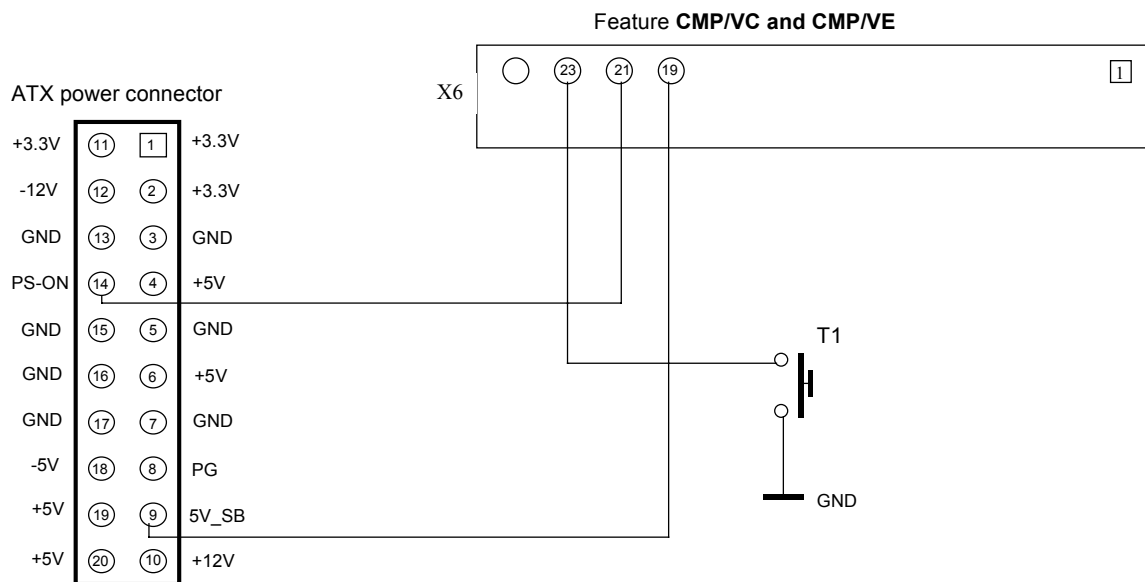 Feature CMP/VC and CMP/VE
X6 23 21 19 1
ATX power connector
+3.3V 11 1 +3.3V
-12V 12 2 +3.3V
GND 13 3 GND
PS-ON 14 4 +5V
GND 15 5 GND
GND 16 6 +5V
GND 17 7 GND
-5V 18 8 PG
+5V 19 9 5V_SB
+5V 20 10 +12V
T1
GND